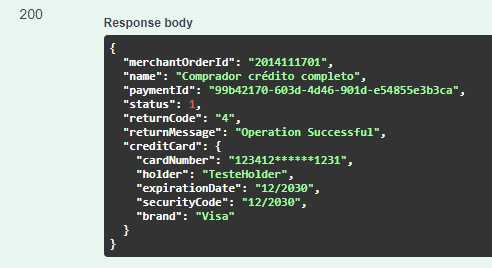 200
Response body
{
  "merchantOrderId": "2014111701",
  "name": "Comprador crédito completo",
  "paymentId": "99b42170-603d-4d46-901d-e54855e3b3ca",
  "status": 1,
  "returnCode": "4",
  "returnMessage": "Operation Successful",
  "creditCard": {
    "cardNumber": "123412******1231",
    "holder": "TesteHolder",
    "expirationDate": "12/2030",
    "securityCode": "12/2030",
    "brand": "Visa"
  }
}